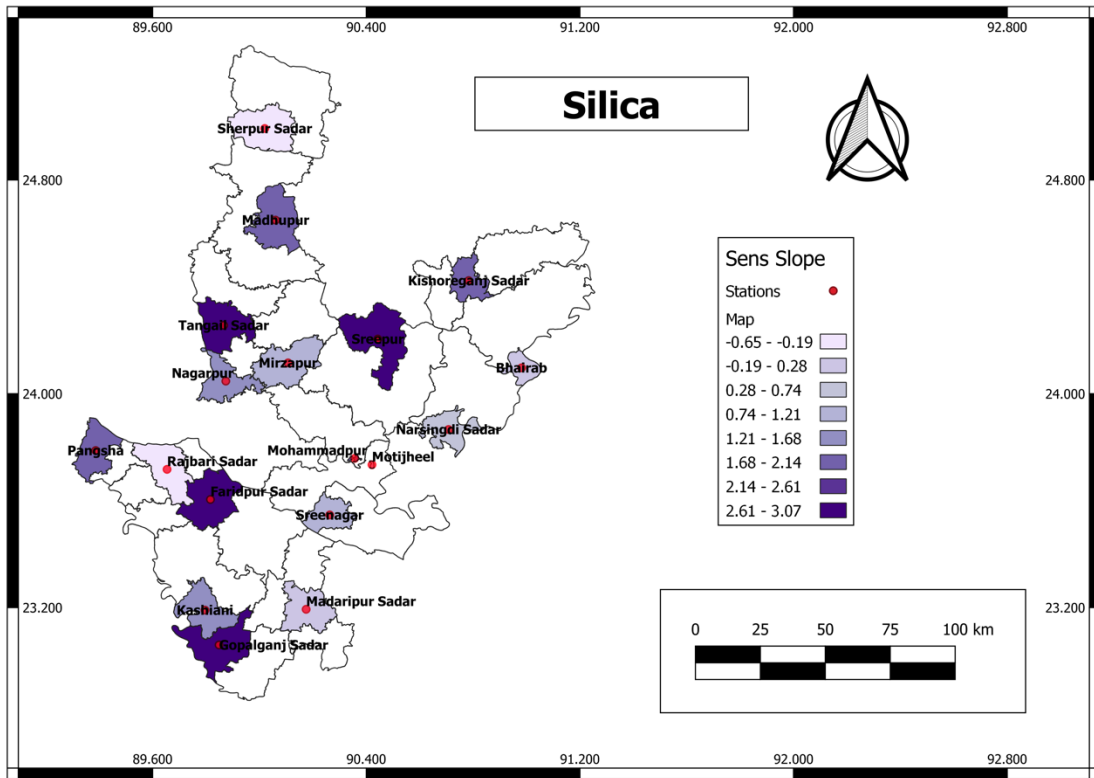 89.600 90.400 91.200 92.000 92.800
Silica
Sherpur Sadar
24.800 24.800
Madhupur
Sens Slope
Kishoreganj Sadar
Stations
Map
Tangail Sadar
Sreepur
-0.65 - -0.19
Mirzapur
Bhairab
Nagarpur
-0.19 - 0.28
24.000 24.000
0.28 - 0.74
0.74 - 1.21
Narsingdi Sadar
1.21 - 1.68
Pangsha
Mohammadpur
Motijheel
Rajbari Sadar
1.68 - 2.14
2.14 - 2.61
Faridpur Sadar
2.61 - 3.07
Sreenagar
23.200 23.200
Kashiani
Madaripur Sadar
0 25 50 75 100 km
Gopalganj Sadar
89.600 90.400 91.200 92.000 92.800